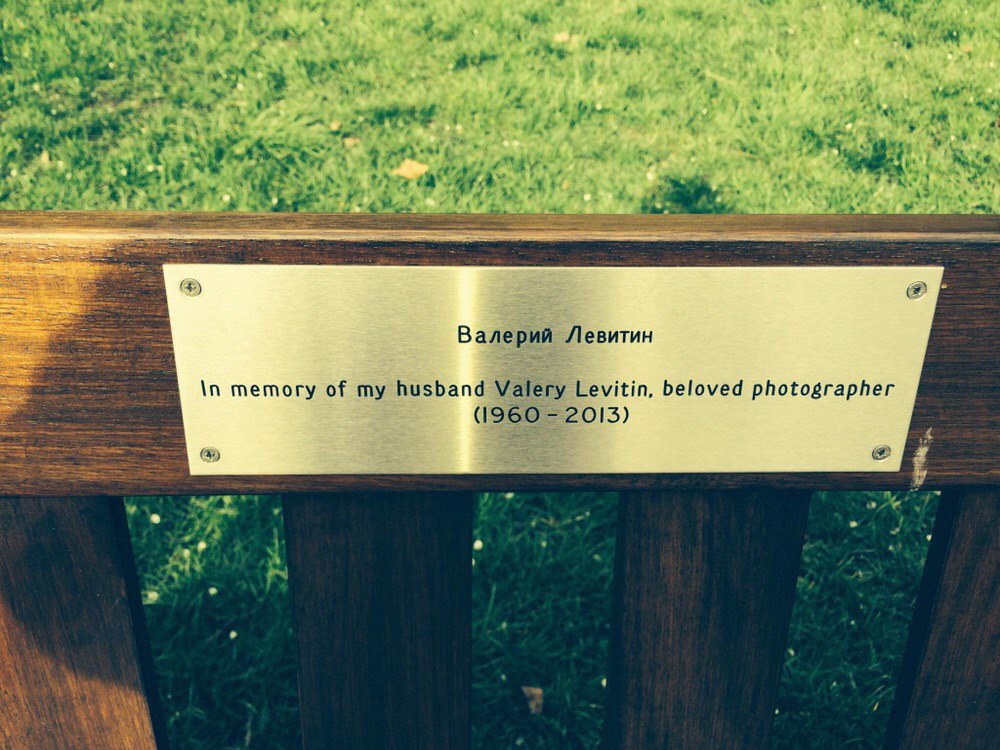 Валерий Левитин
In memory of my husband Valery Levitin, beloved photographer
(1960 – 2013)